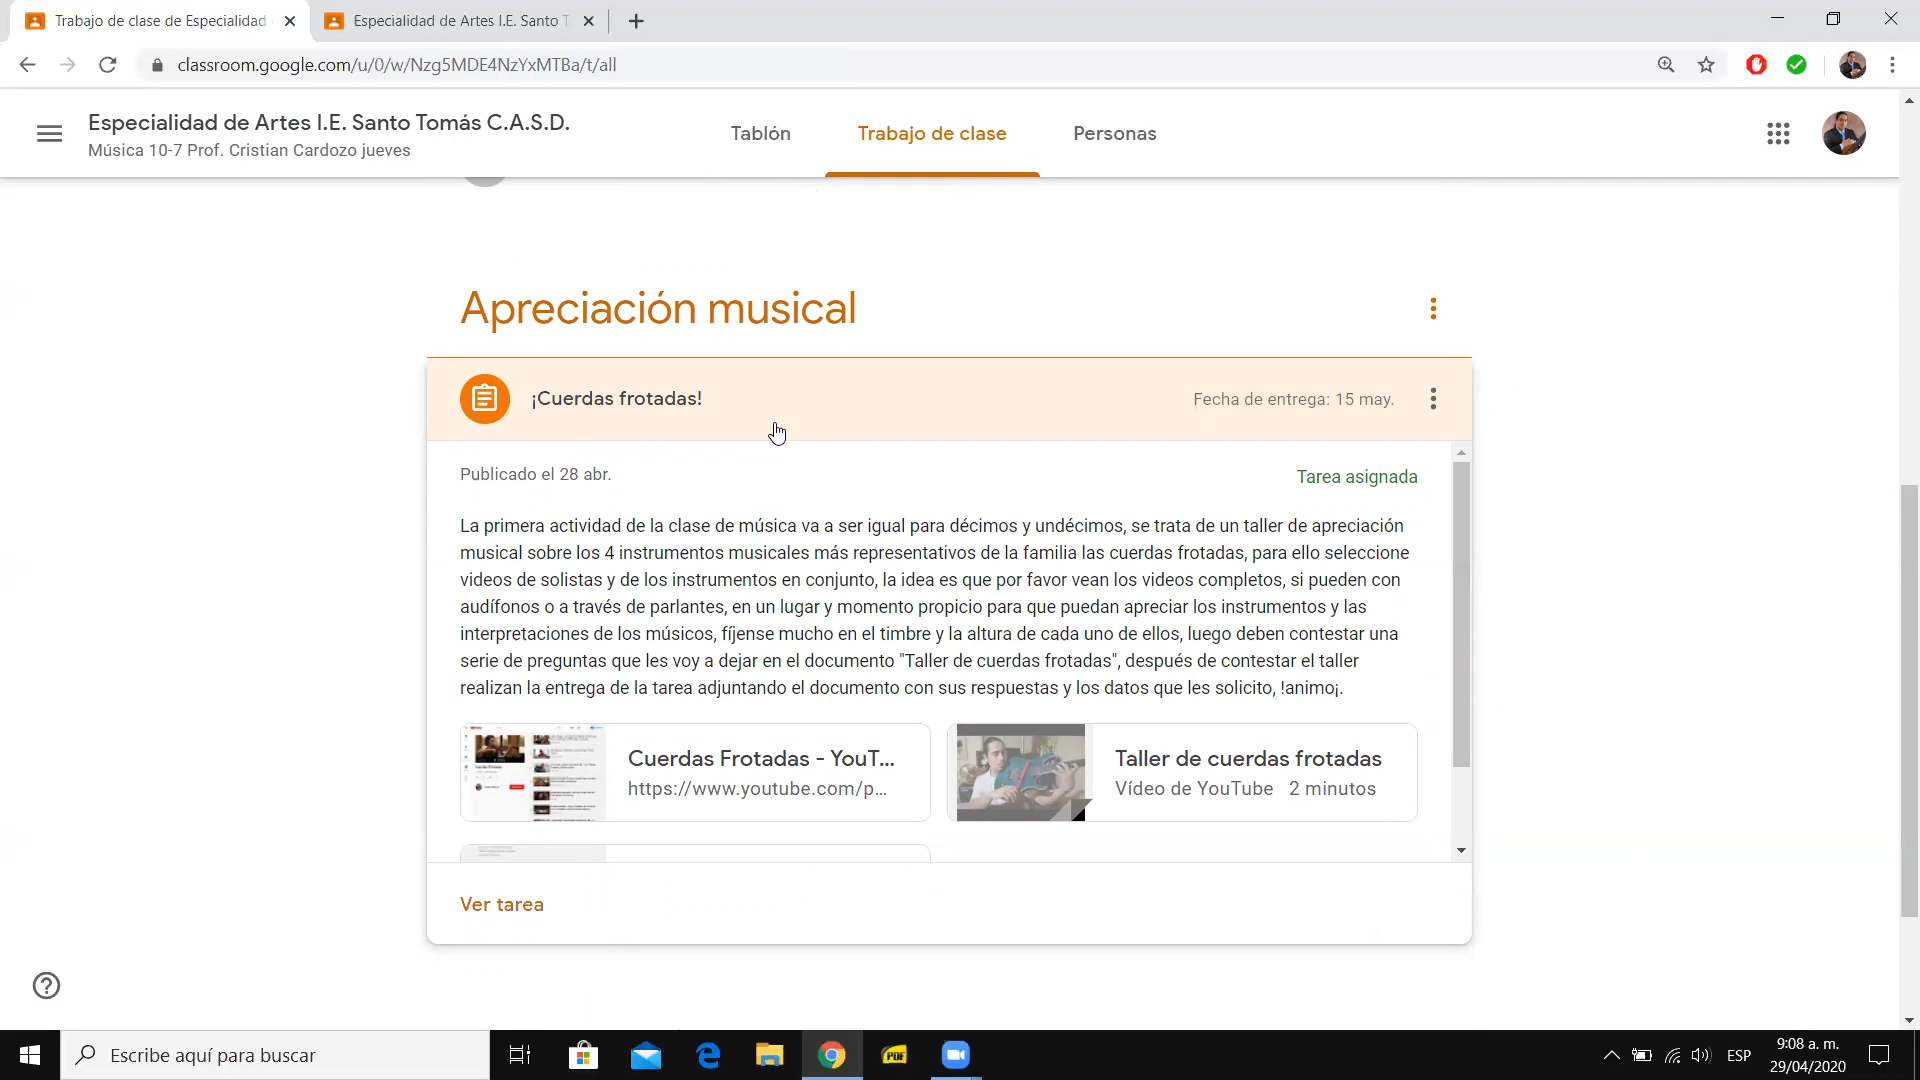 Trabajo de clase de Especialidad
Especialidad de Artes I.E. Santo T
classroom.google.com/u/0/w/Nzg5MDE4NzYxMTBa/t/all
Especialidad de Artes I.E. Santo Tomás C.A.S.D.
Música 10-7 Prof. Cristian Cardozo jueves
Tablón
Trabajo de clase
Personas
Apreciación musical
¡Cuerdas frotadas!
Fecha de entrega: 15 may.
Publicado el 28 abr.
Tarea asignada
La primera actividad de la clase de música va a ser igual para décimos y undécimos, se trata de un taller de apreciación
musical sobre los 4 instrumentos musicales más representativos de la familia las cuerdas frotadas, para ello seleccione
videos de solistas y de los instrumentos en conjunto, la idea es que por favor vean los videos completos, si pueden con
audífonos o a través de parlantes, en un lugar y momento propicio para que puedan apreciar los instrumentos y las
interpretaciones de los músicos, fíjense mucho en el timbre y la altura de cada uno de ellos, luego deben contestar una
serie de preguntas que les voy a dejar en el documento "Taller de cuerdas frotadas", después de contestar el taller
realizan la entrega de la tarea adjuntando el documento con sus respuestas y los datos que les solicito, !animo¡.
Cuerdas Frotadas - YouT...
https://www.youtube.com/p...
Taller de cuerdas frotadas
Vídeo de YouTube 2 minutos
Ver tarea
Escribe aquí para buscar
PDF
ESP
9:08 a. m.
29/04/2020